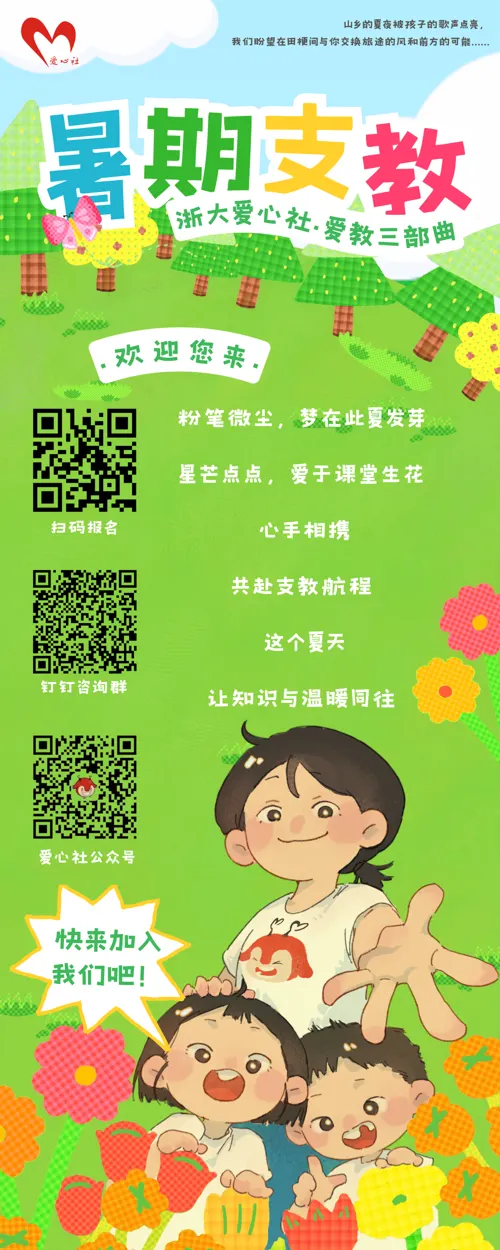 爱心社
山乡的夏夜被孩子的歌声点亮，
我们盼望在田梗间与你交换旅途的风和前方的可能……
暑期支教
浙大爱心社·爱教三部曲
·欢迎您来·
粉笔微尘，梦在此夏发芽
星芒点点，爱于课堂生花
心手相携
共赴支教航程
这个夏天
让知识与温暖同往
扫码报名
钉钉咨询群
爱心社公众号
快来加入
我们吧！